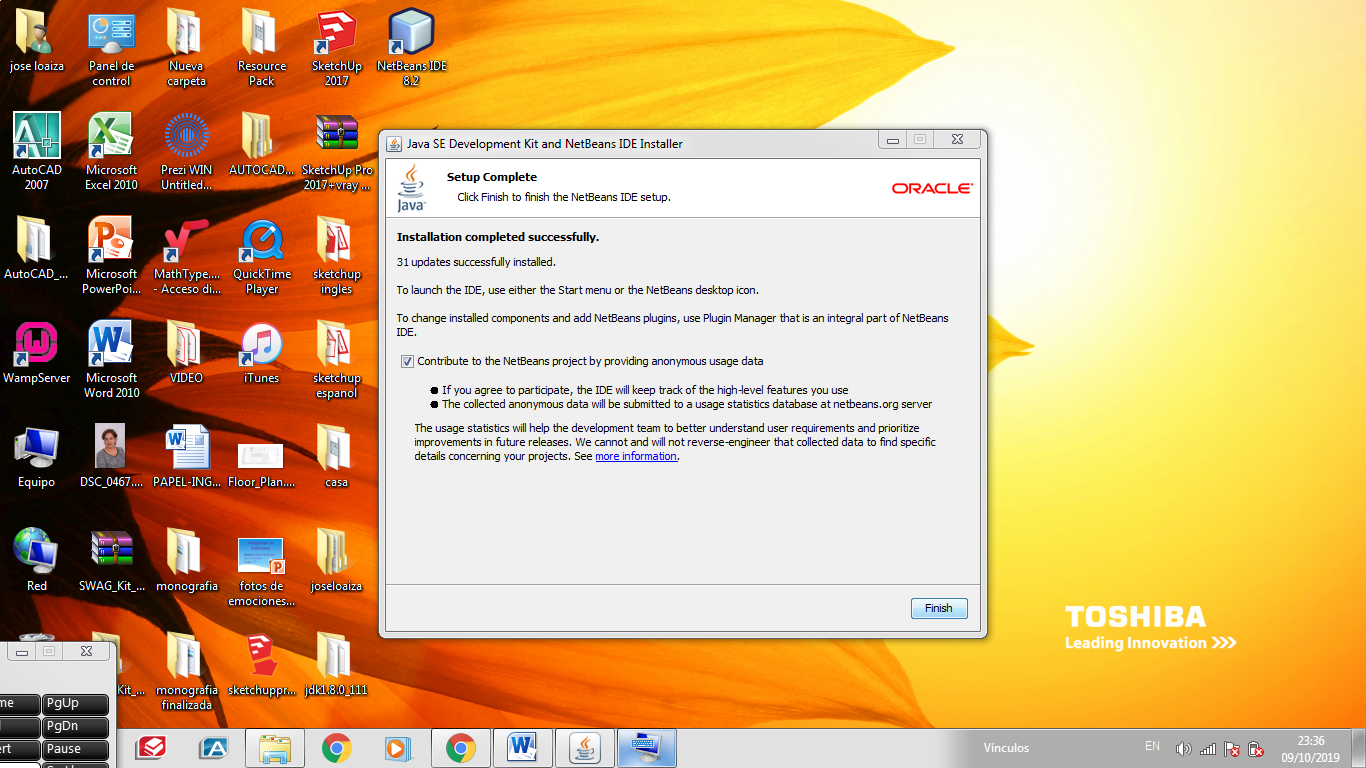 jose loaiza
Panel de
control
Nueva
carpeta
Resource
Pack
SketchUp
2017
NetBeans IDE
8.2
AutoCAD
2007
Microsoft
Excel 2010
Prezi WIN
Untitled...
AUTOCAD...
SketchUp Pro
2017+vray ...
AutoCAD_...
Microsoft
PowerPoi...
MathType....
- Acceso di...
QuickTime
Player
sketchup
ingles
WampServer
Microsoft
Word 2010
VIDEO
iTunes
sketchup
espanol
Equipo
DSC_0467....
PAPEL-ING...
Floor_Plan....
casa
Red
SWAG_Kit_...
monografia
fotos de
emociones...
joseloaiza
Kit_...
monografia
finalizada
sketchuppr...
jdk1.8.0_111
Java SE Development Kit and NetBeans IDE Installer
Java
Setup Complete
Click Finish to finish the NetBeans IDE setup.
ORACLE
Installation completed successfully.
31 updates successfully installed.
To launch the IDE, use either the Start menu or the NetBeans desktop icon.
To change installed components and add NetBeans plugins, use Plugin Manager that is an integral part of NetBeans
IDE.
Contribute to the NetBeans project by providing anonymous usage data
If you agree to participate, the IDE will keep track of the high-level features you use
The collected anonymous data will be submitted to a usage statistics database at netbeans.org server
The usage statistics will help the development team to better understand user requirements and prioritize
improvements in future releases. We cannot and will not reverse-engineer that collected data to find specific
details concerning your projects. See more information.
Finish
TOSHIBA
Leading Innovation >>>
me PgUp
PgDn
ert Pause
Vínculos
EN
23:36
09/10/2019